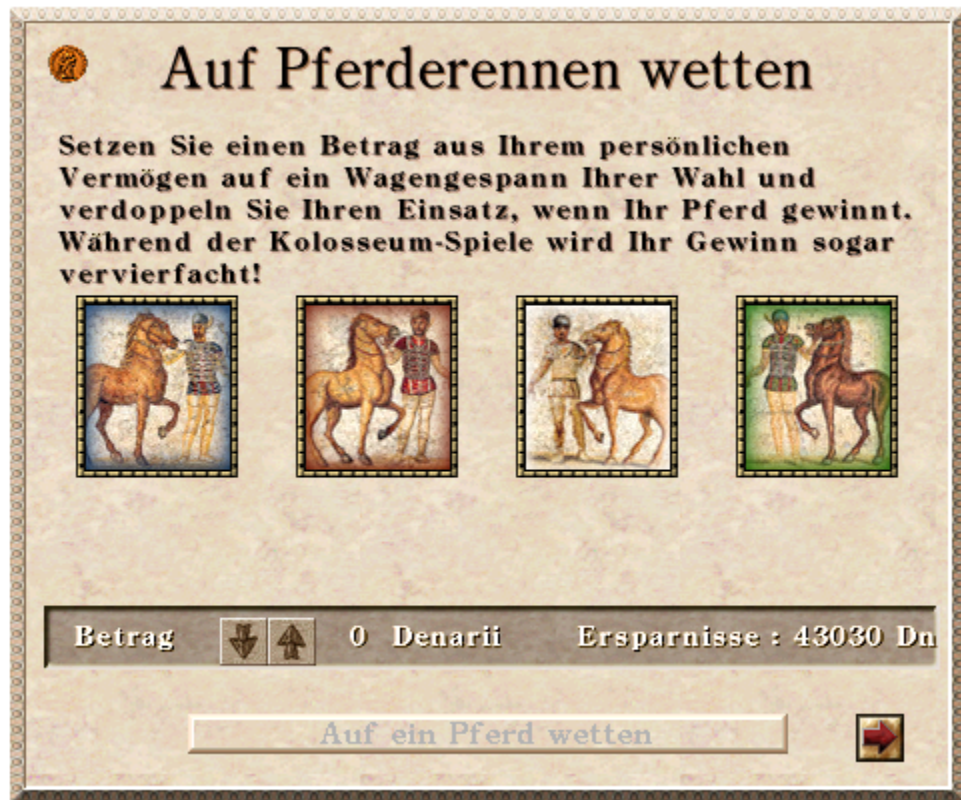 Auf Pferderennen wetten
Setzen Sie einen Betrag aus Ihrem persönlichen
Vermögen auf ein Wagengespann Ihrer Wahl und
verdoppeln Sie Ihren Einsatz, wenn Ihr Pferd gewinnt.
Während der Kolosseum-Spiele wird Ihr Gewinn sogar
vervierfacht!
Betrag 0 Denarii Ersparnisse : 43030 Dn
Auf ein Pferd wetten